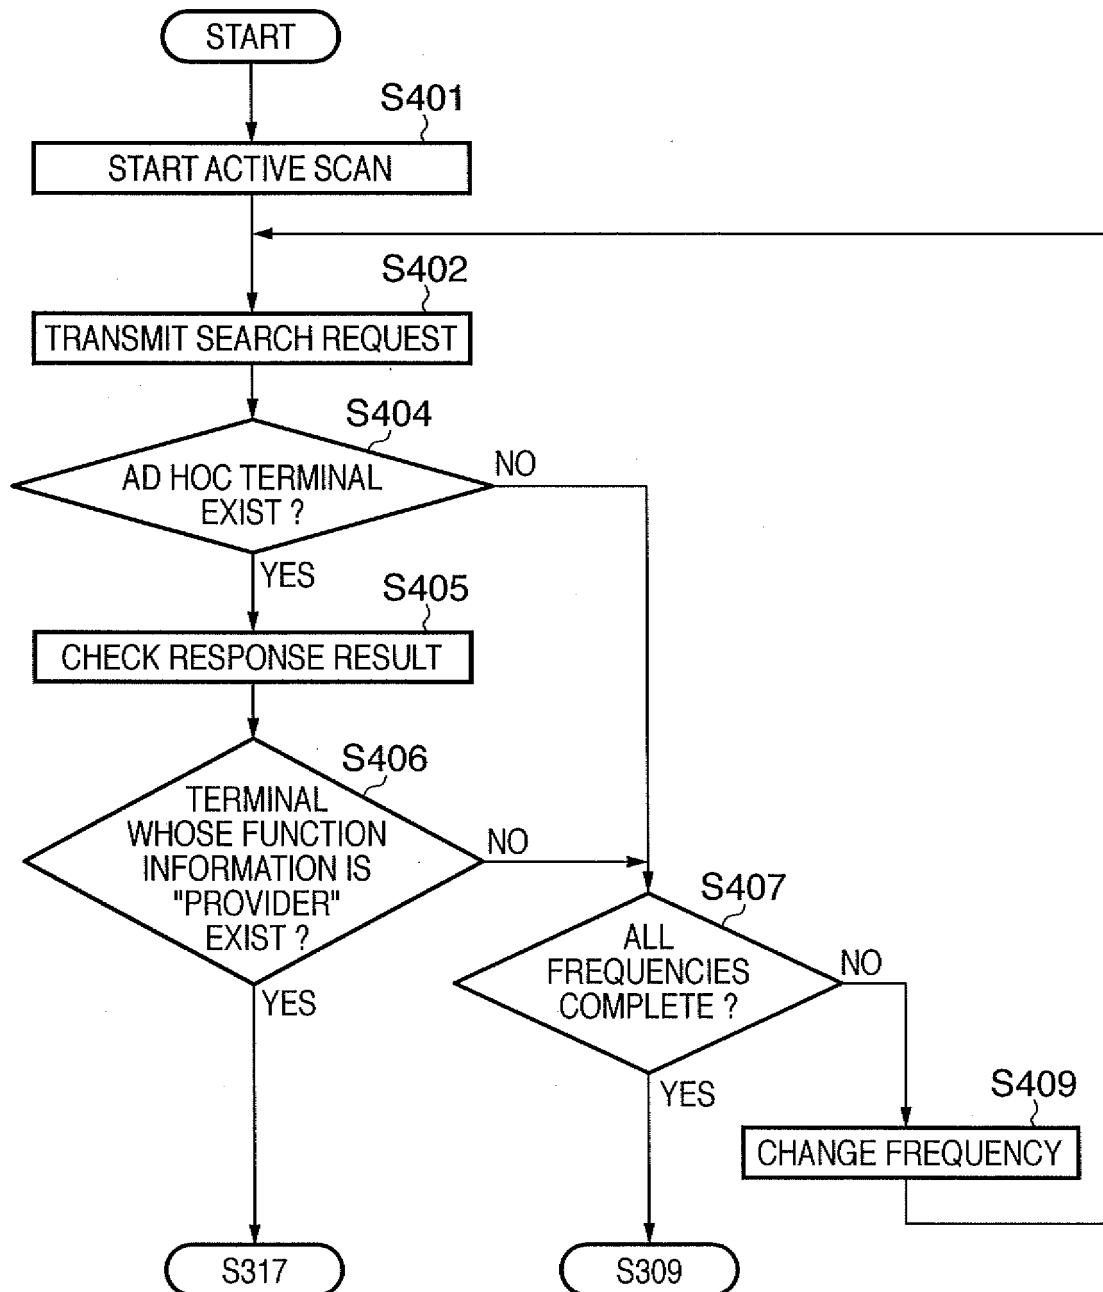 START
S401
START ACTIVE SCAN
S402
TRANSMIT SEARCH REQUEST
S404
AD HOC TERMINAL
EXIST ?
NO
YES
S405
CHECK RESPONSE RESULT
S406
TERMINAL
WHOSE FUNCTION
INFORMATION IS
"PROVIDER"
EXIST ?
NO
YES
S407
ALL
FREQUENCIES
COMPLETE ?
NO
YES
S409
CHANGE FREQUENCY
S317
S309